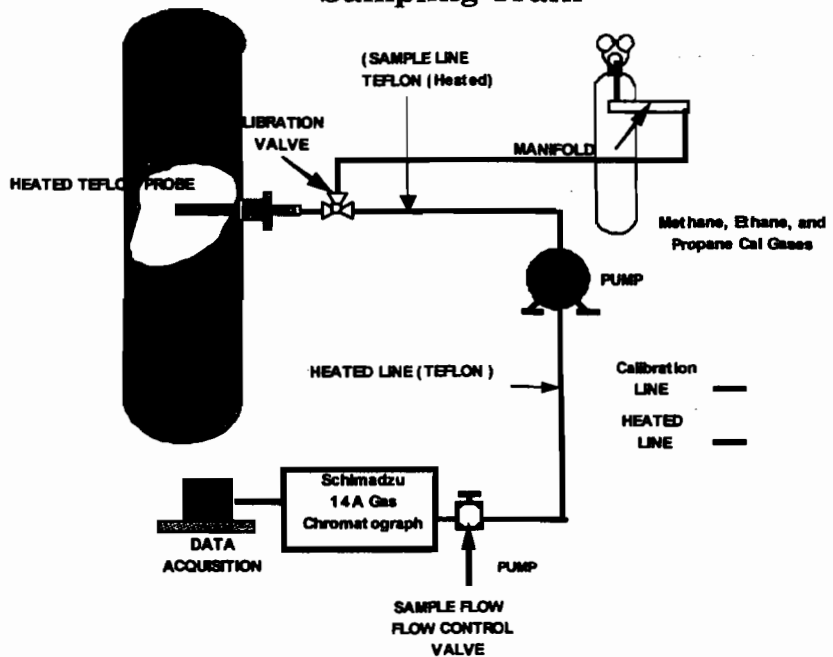 Sampling Train
(SAMPLE LINE
TEFLON (Heated)
LIBRATION
VALVE
MANIFOLD
HEATED TEFLO PROBE
Methane, Ethane, and
Propane Cal Gases
PUMP
HEATED LINE (TEFLON )
Calibration
LINE
HEATED
LINE
Schimadzu
14A Gas
Chromatograph
DATA
ACQUISITION
PUMP
SAMPLE FLOW
FLOW CONTROL
VALVE